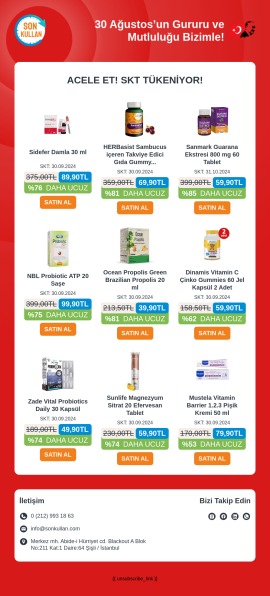 SON
KULLAN
30 Ağustos'un Gururu ve
Mutluluğu Bizimle!
ACELE ET! SKT TÜKENİYOR!
Sidefer Damla 30 ml
SKT: 30.09.2024
375,00TL 89,90TL
%76 DAHA UCUZ
SATIN AL
HERBasist Sambucus
içeren Takviye Edici
Gıda Gummy...
SKT: 30.09.2024
359,00TL 69,90TL
%81 DAHA UCUZ
SATIN AL
Sanmark Guarana
Ekstresi 800 mg 60
Tablet
SKT: 31.10.2024
399,00TL 59,90TL
%85 DAHA UCUZ
SATIN AL
NBL Probiotic ATP 20
Saşe
SKT: 30.09.2024
399,00TL 99,90TL
%75 DAHA UCUZ
SATIN AL
Ocean Propolis Green
Brazilian Propolis 20
ml
SKT: 30.09.2024
213,50TL 39,90TL
%81 DAHA UCUZ
SATIN AL
Dinamis Vitamin C
Çinko Gummies 60 Jel
Kapsül 2 Adet
SKT: 30.09.2024
158,50TL 59,90TL
%62 DAHA UCUZ
SATIN AL
Zade Vital Probiotics
Daily 30 Kapsül
SKT: 30.09.2024
189,00TL 49,90TL
%74 DAHA UCUZ
SATIN AL
Sunlife Magnezyum
Sitrat 20 Efervesan
Tablet
SKT: 30.09.2024
230,00TL 59,90TL
%74 DAHA UCUZ
SATIN AL
Mustela Vitamin
Barrier 1.2.3 Pişik
Kremi 50 ml
SKT: 30.09.2024
170,00TL 79,90TL
%53 DAHA UCUZ
SATIN AL
İletişim
Bizi Takip Edin
0 (212) 993 18 63
info@sonkullan.com
Merkez mh. Abide-i Hürriyet cd. Blackout A Blok
No:211 Kat:1 Daire:64 Şişli / İstanbul
{{ unsubscribe_link }}